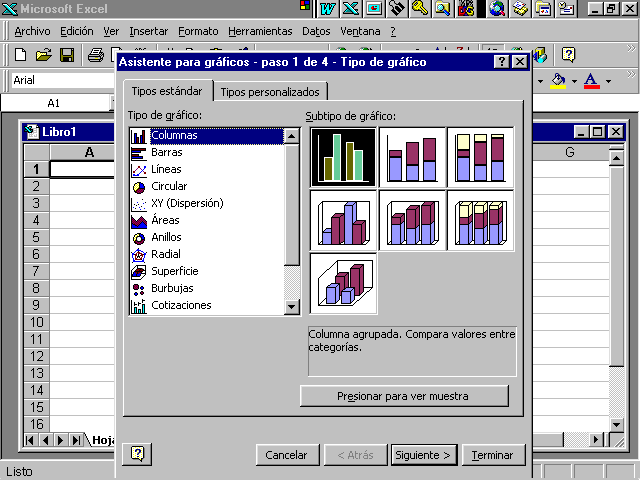 Microsoft Excel
Archivo Edición Ver Insertar Formato Herramientas Datos Ventana ?
Arial
A1
Libro1
A
G
1
2
3
4
5
6
7
8
9
10
11
12
13
14
15
16
Hoja
Listo
Asistente para gráficos - paso 1 de 4 - Tipo de gráfico
Tipos estándar
Tipos personalizados
Tipo de gráfico:
Columnas
Barras
Líneas
Circular
XY (Dispersión)
Áreas
Anillos
Radial
Superficie
Burbujas
Cotizaciones
Subtipo de gráfico:
Columna agrupada. Compara valores entre
categorías.
Presionar para ver muestra
Cancelar
< Atrás
Siguiente >
Terminar